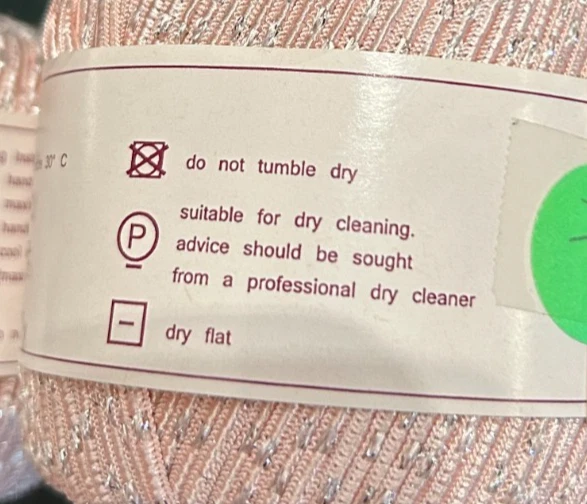 30° C
do not tumble dry
suitable for dry cleaning.
P
advice should be sought
from a professional dry cleaner
dry flat